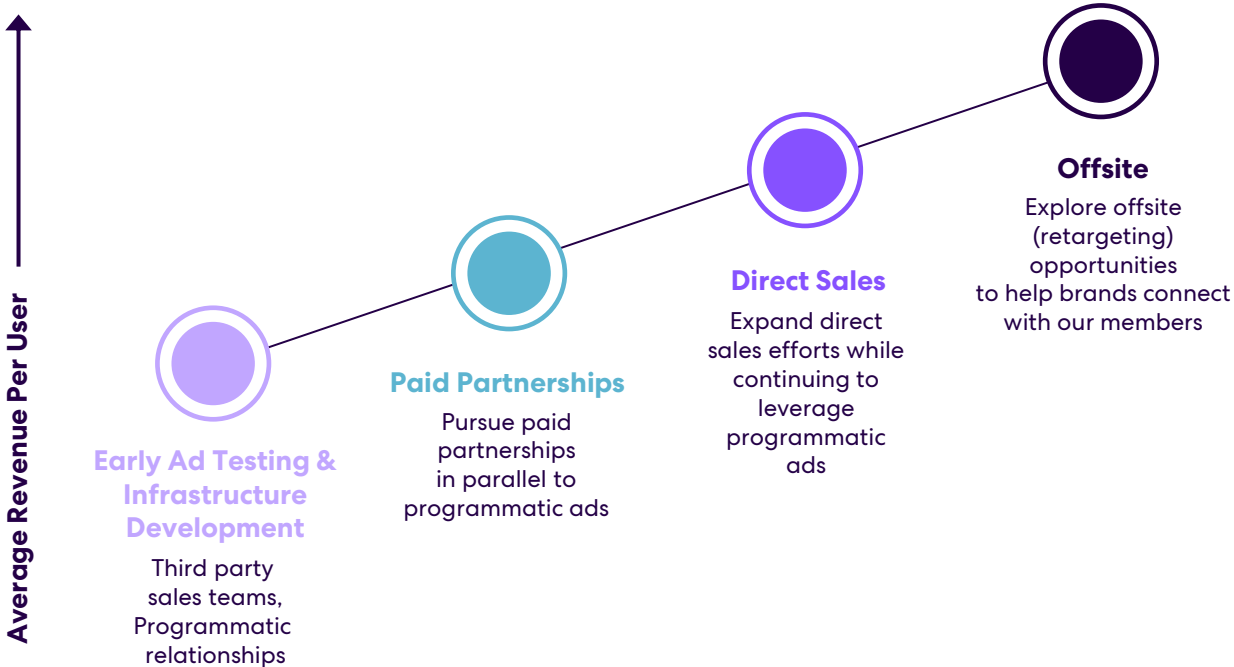 Average Revenue Per User
Early Ad Testing &
Infrastructure
Development
Third party
sales teams,
Programmatic
relationships
Paid Partnerships
Pursue paid
partnerships
in parallel to
programmatic ads
Direct Sales
Expand direct
sales efforts while
continuing to
leverage
programmatic
ads
Offsite
Explore offsite
(retargeting)
opportunities
to help brands connect
with our members